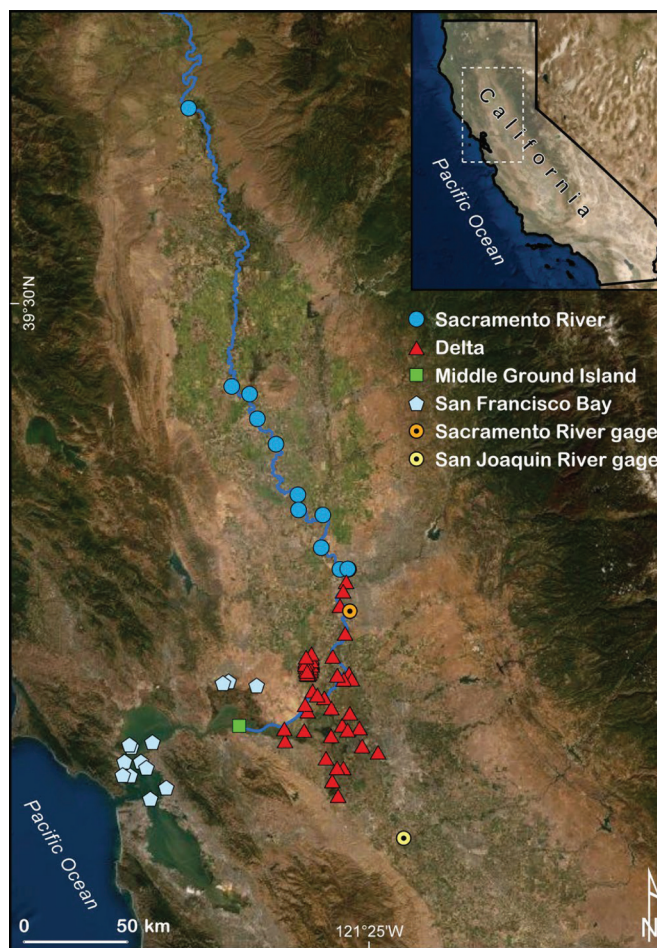 California
Pacific Ocean
39°30'N
Sacramento River
Delta
Middle Ground Island
San Francisco Bay
Sacramento River gage
San Joaquin River gage
Pacific Ocean
0 50 km
121°25'W
N